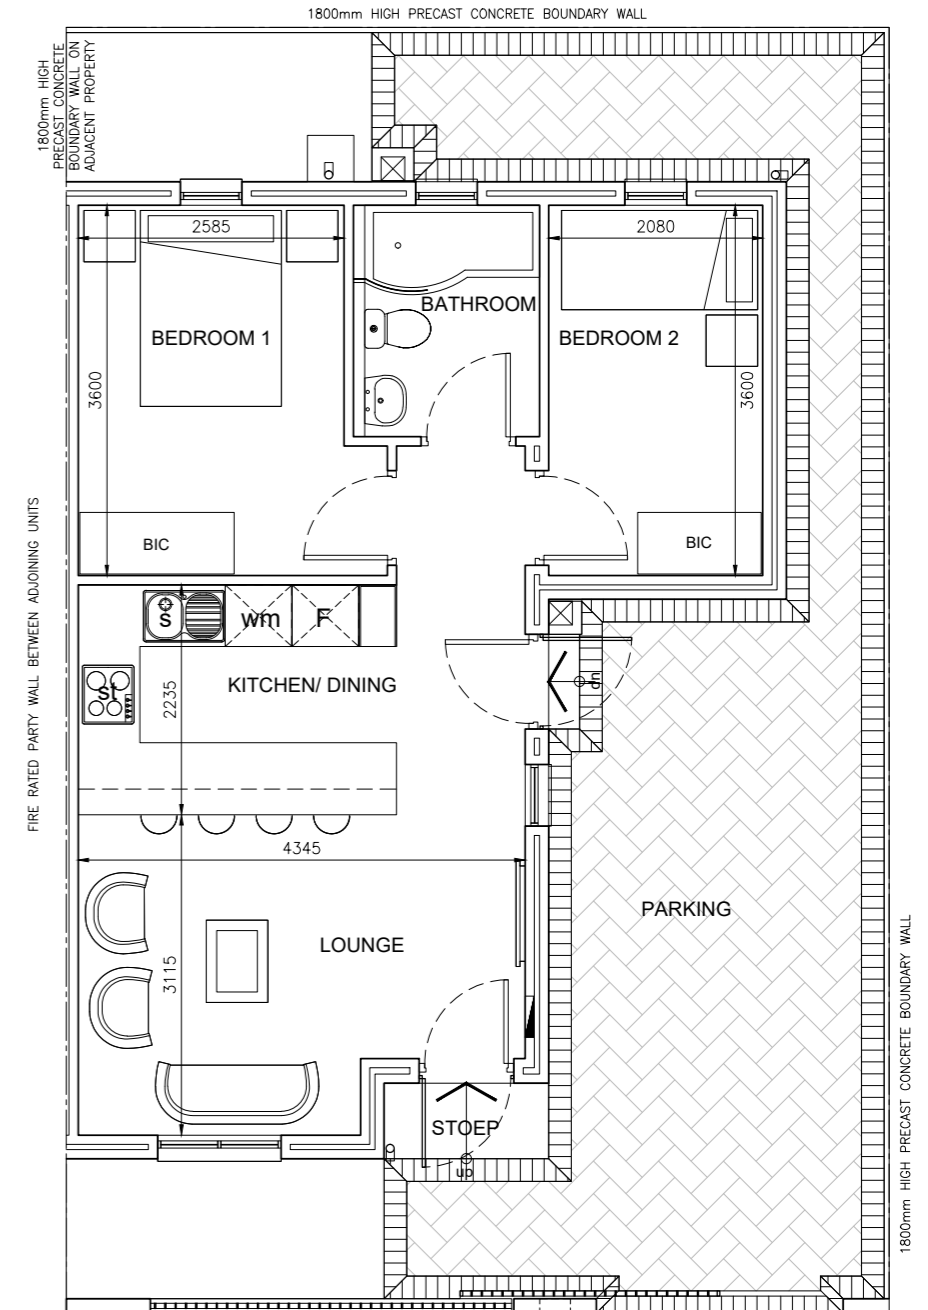 1800mm HIGH PRECAST CONCRETE BOUNDARY WALL
1800mm HIGH
PRECAST CONCRETE
BOUNDARY WALL ON
ADJACENT PROPERTY
2585
2080
BATHROOM
BEDROOM 1
BEDROOM 2
3600
3600
BIC
BIC
FIRE RATED PARTY WALL BETWEEN ADJOINING UNITS
s
wm
F
st
KITCHEN/ DINING
2235
dn
4345
PARKING
LOUNGE
3115
STOEP
up
1800mm HIGH PRECAST CONCRETE BOUNDARY WALL